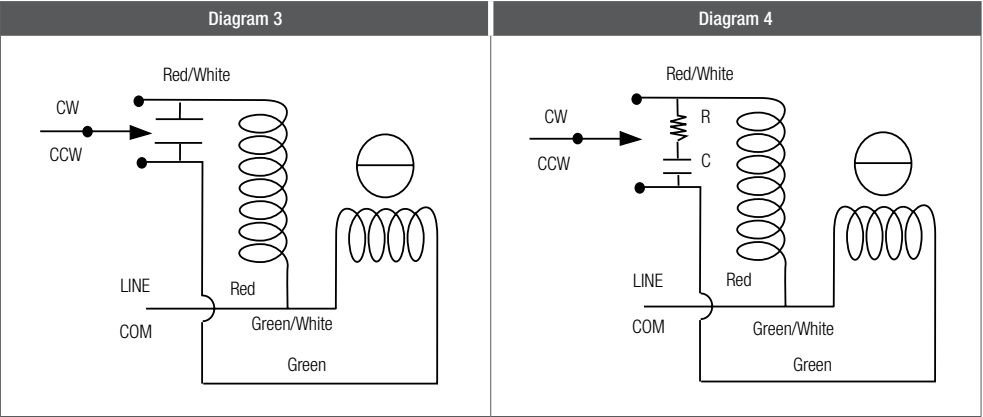 Diagram 3
Red/White
CW
CCW
LINE
Red
COM
Green/White
Green
Diagram 4
Red/White
CW
R
CCW
C
LINE
Red
COM
Green/White
Green